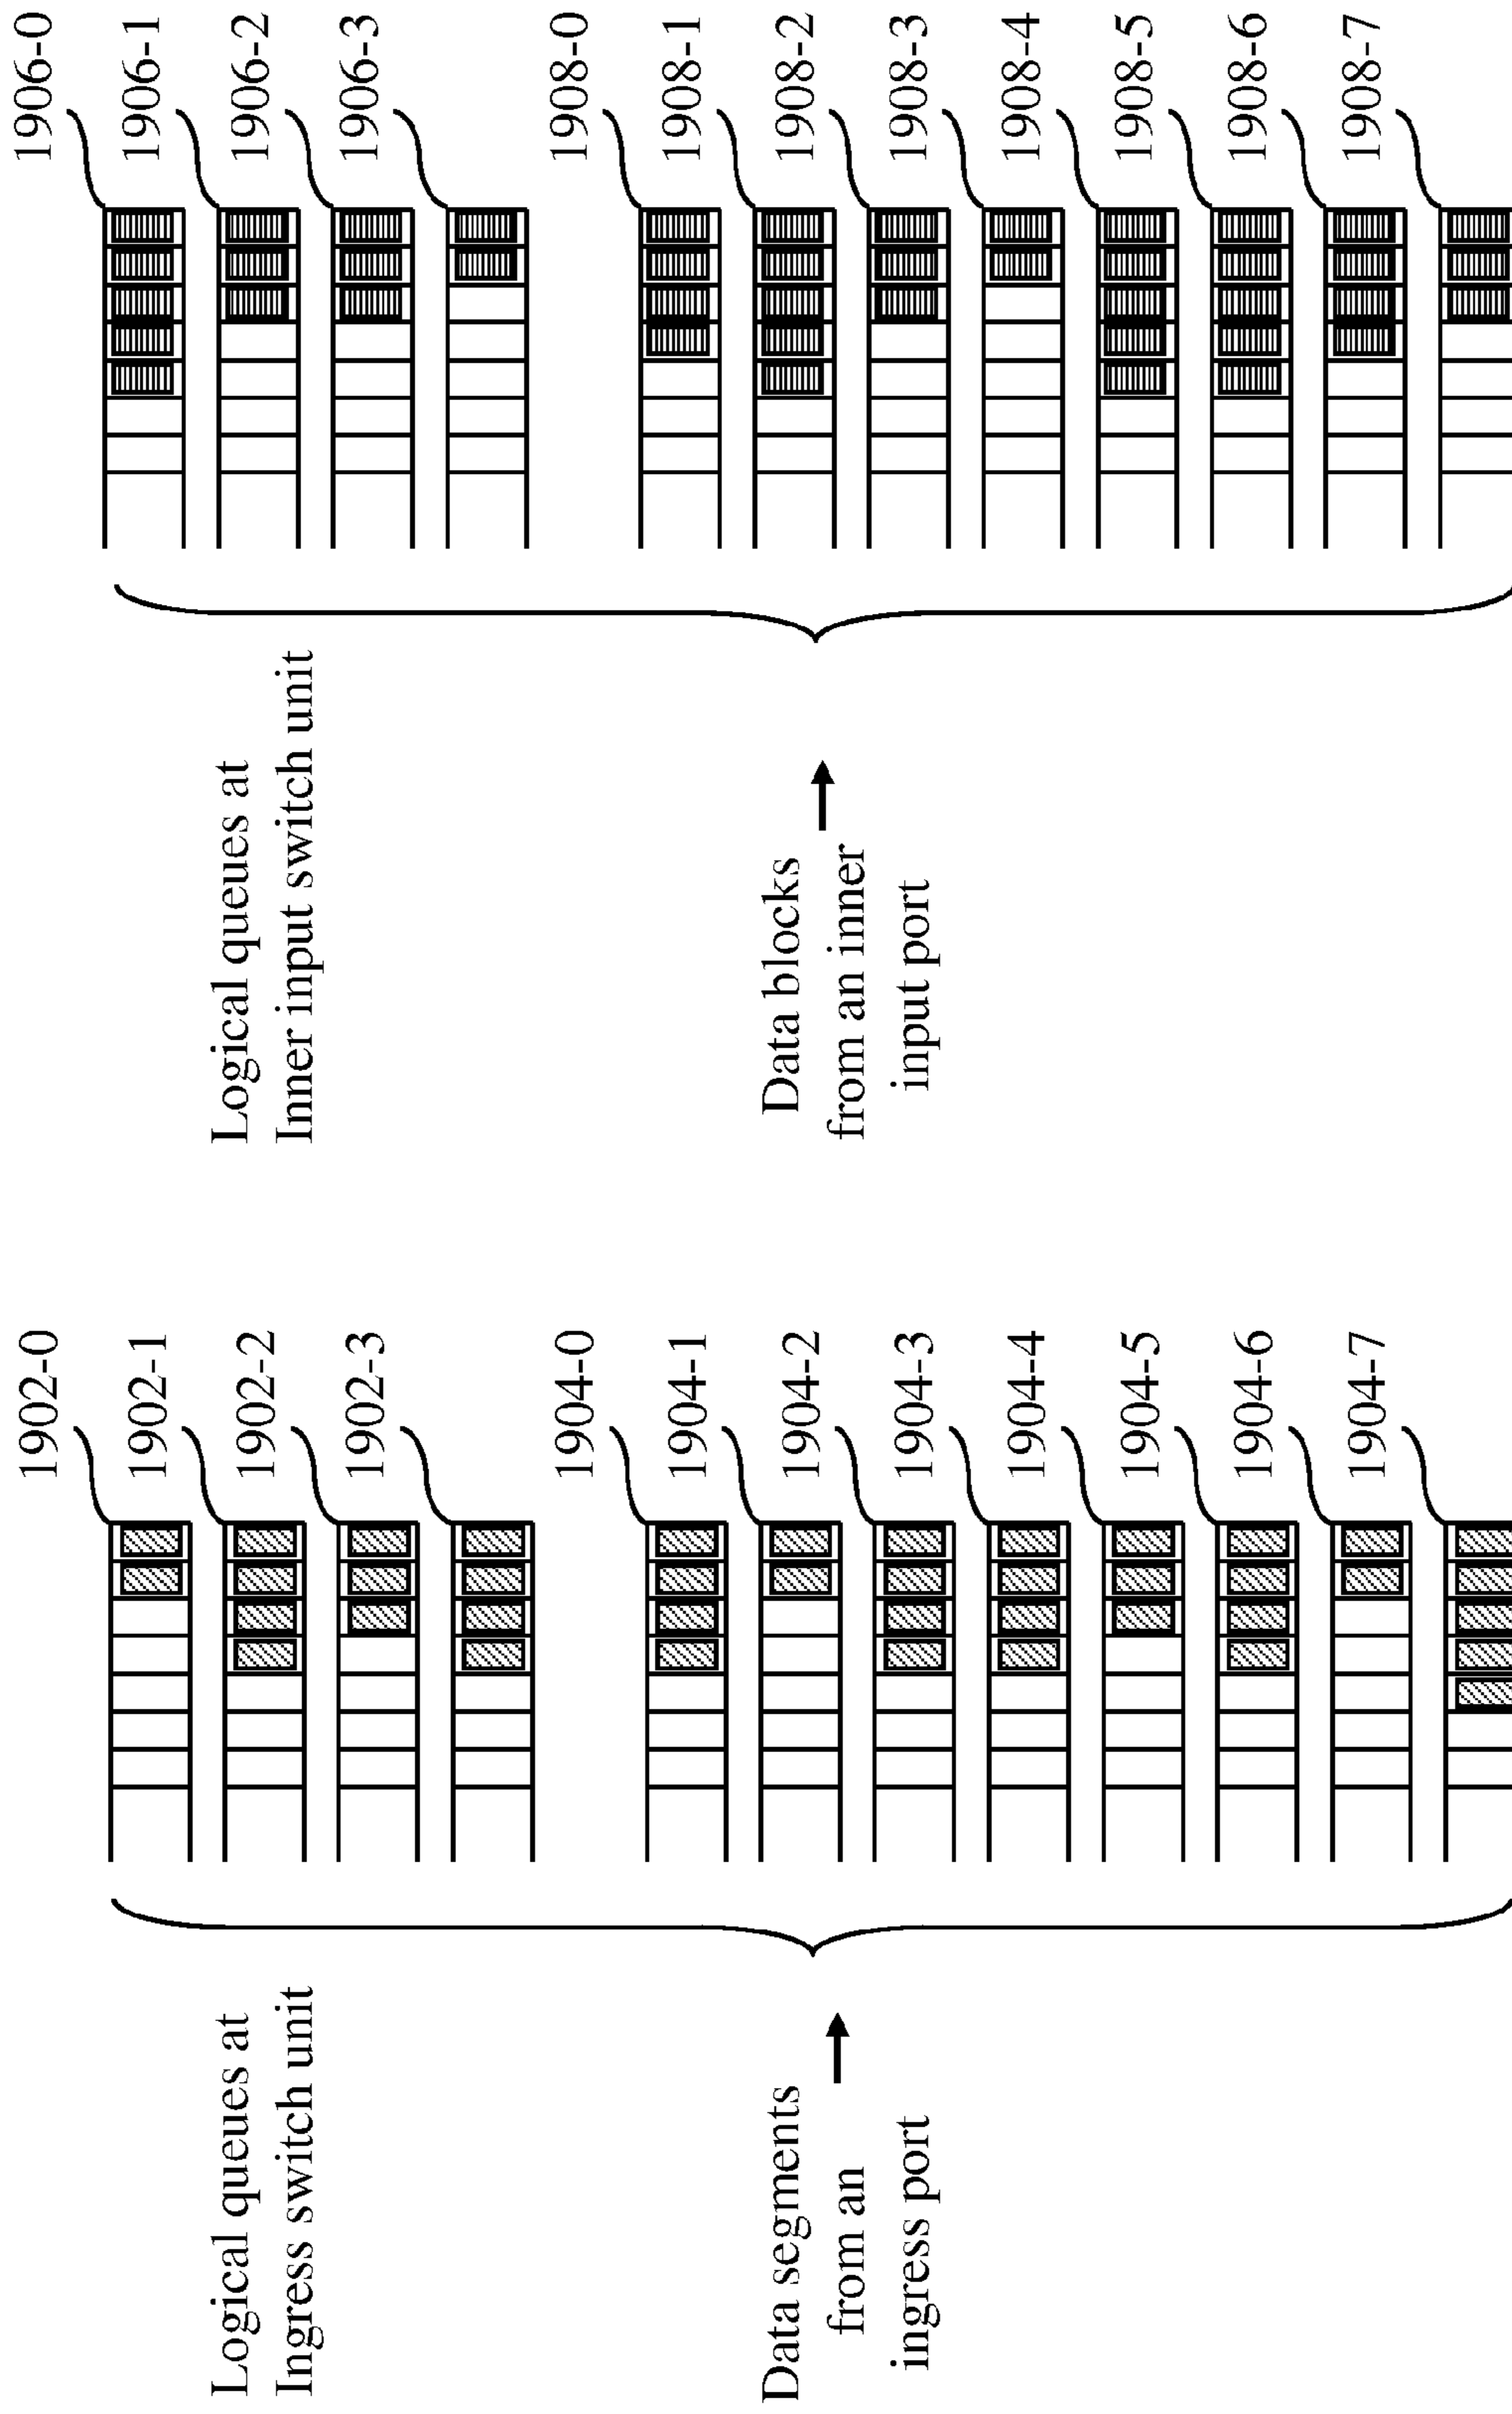 Logical queues at
Ingress switch unit
Data segments
from an
ingress port
1902-0
1902-1
1902-2
1902-3
1904-0
1904-1
1904-2
1904-3
1904-4
1904-5
1904-6
1904-7
Logical queues at
Inner input switch unit
Data blocks
from an inner
input port
1906-0
1906-1
1906-2
1906-3
1908-0
1908-1
1908-2
1908-3
1908-4
1908-5
1908-6
1908-7